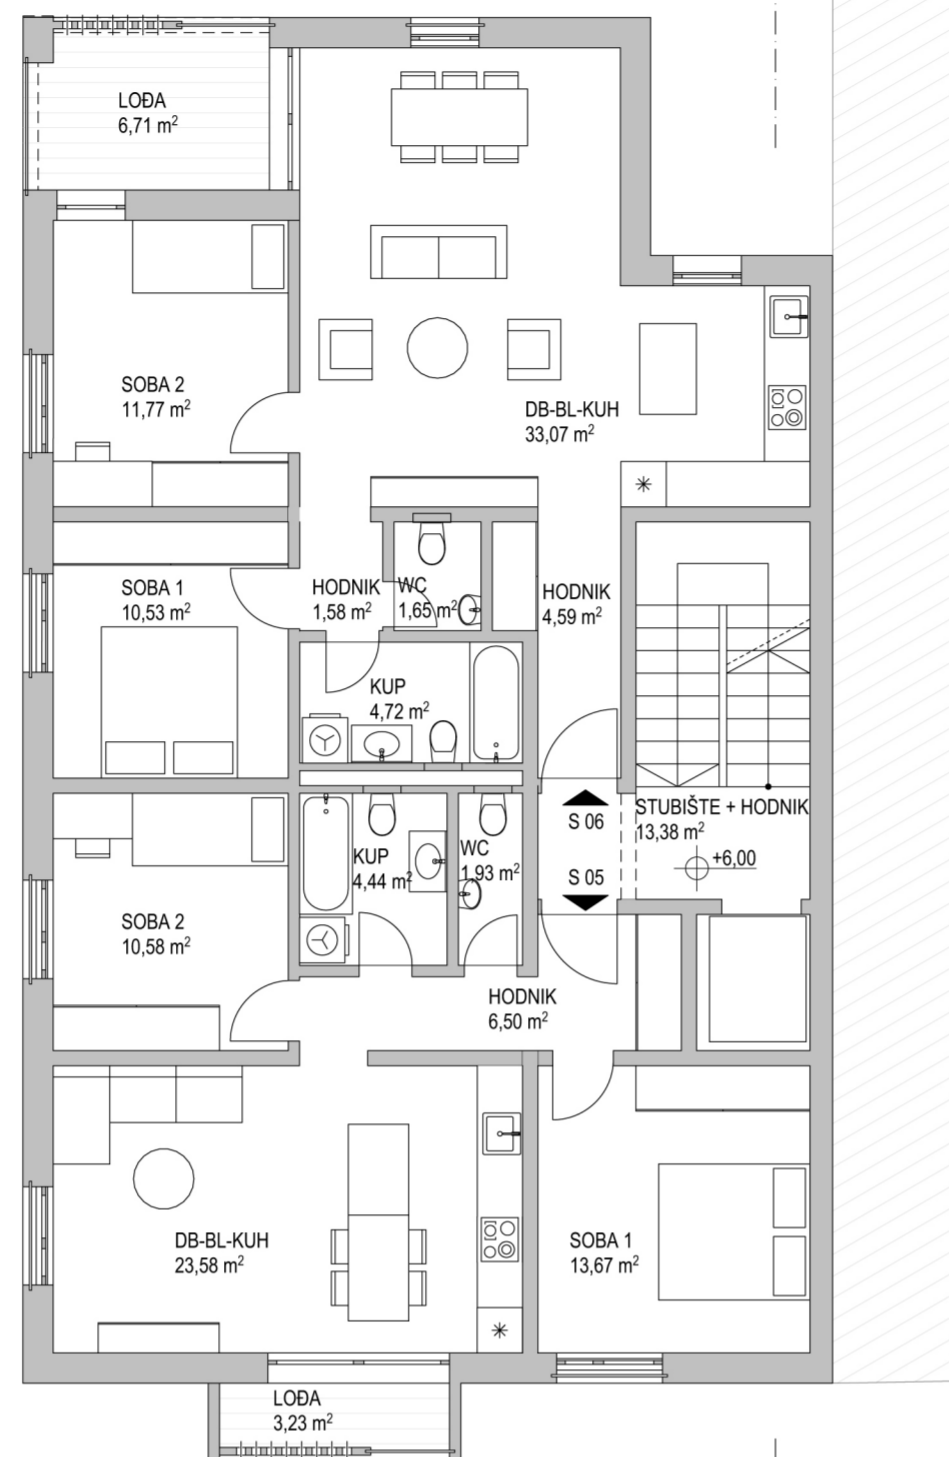 LOĐA
6,71 m²
SOBA 2
11,77 m²
DB-BL-KUH
33,07 m²
SOBA 1
10,53 m²
HODNIK
1,58 m²
WC
1,65 m²
HODNIK
4,59 m²
KUP
4,72 m²
STUBIŠTE + HODNIK
13,38 m²
+6,00
S 06
S 05
KUP
4,44 m²
WC
1,93 m²
SOBA 2
10,58 m²
HODNIK
6,50 m²
DB-BL-KUH
23,58 m²
SOBA 1
13,67 m²
LOĐA
3,23 m²